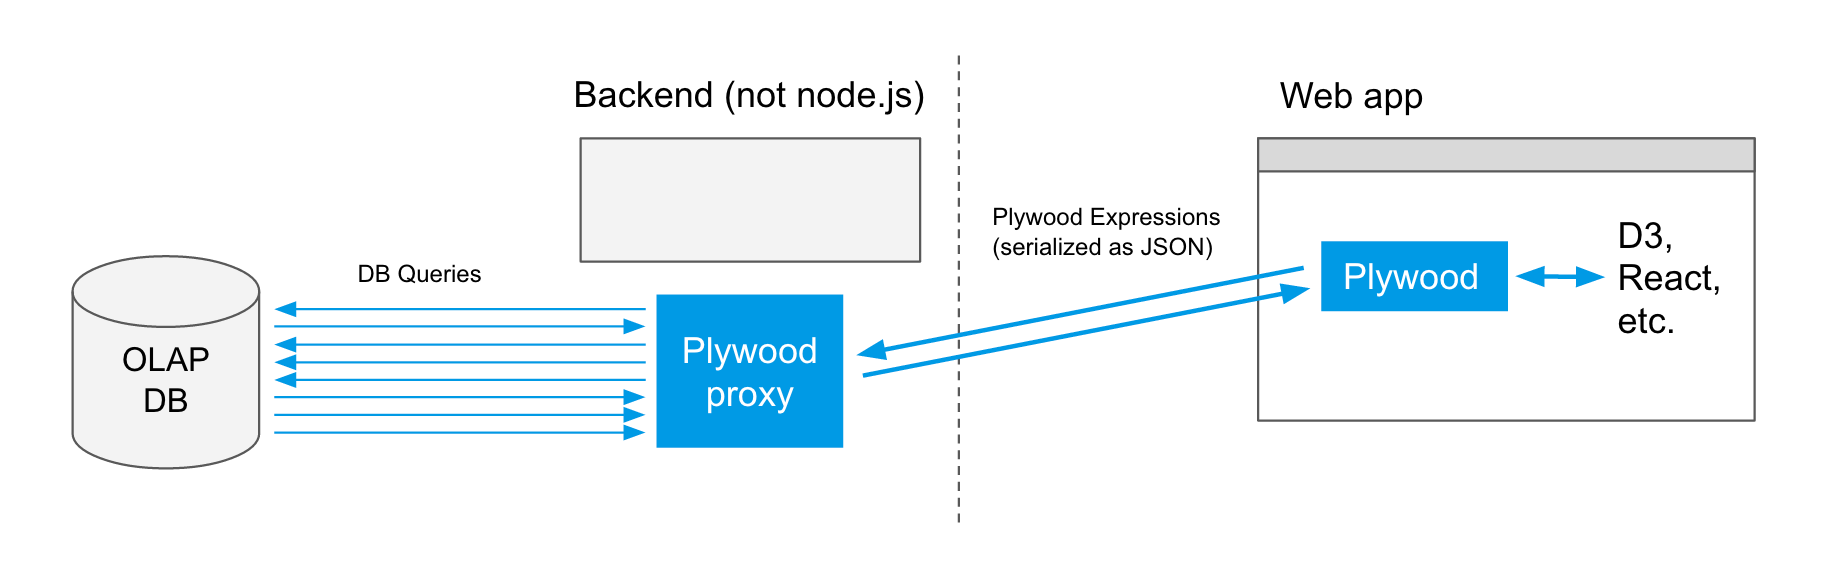 Backend (not node.js)
Web app
Plywood Expressions
(serialized as JSON)
DB Queries
OLAP
DB
Plywood
proxy
Plywood
D3,
React,
etc.